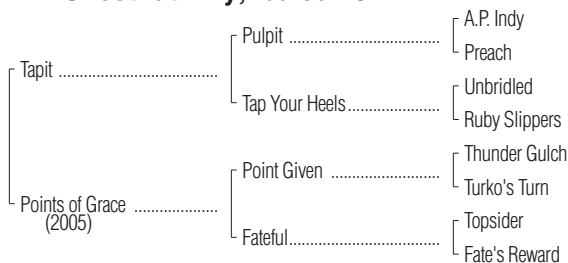 Pulpit ..................................
A.P. Indy
Preach
Tapit ...................................
Tap Your Heels.....................
Unbridled
Ruby Slippers
Point Given ........................
Thunder Gulch
Turko's Turn
Points of Grace ..................
(2005)
Fateful.................................
Topsider
Fate's Reward